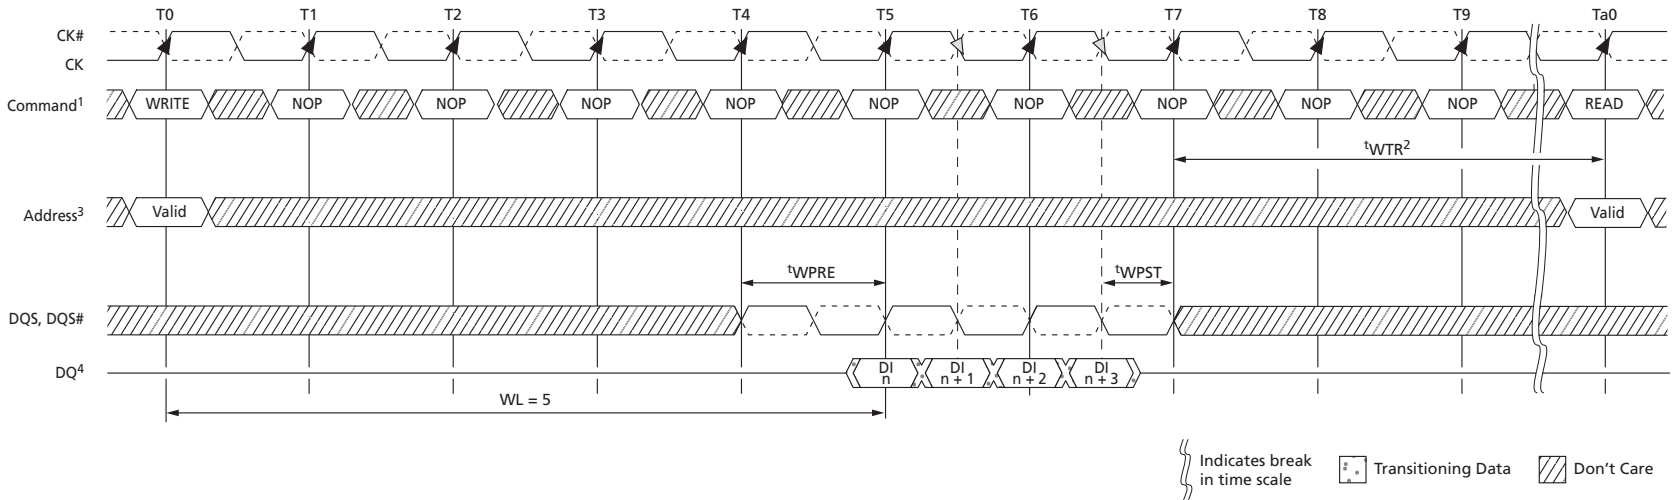 T0 T1 T2 T3 T4 T5 T6 T7 T8 T9 Ta0
CK#
CK
Command1 WRITE NOP NOP NOP NOP NOP NOP NOP NOP NOP READ
tWTR2
Address3 Valid Valid
tWPRE tWPST
DQS, DQS#
DQ4 DI n DI n + 1 DI n + 2 DI n + 3
WL = 5
Indicates break
in time scale
Transitioning Data
Don't Care